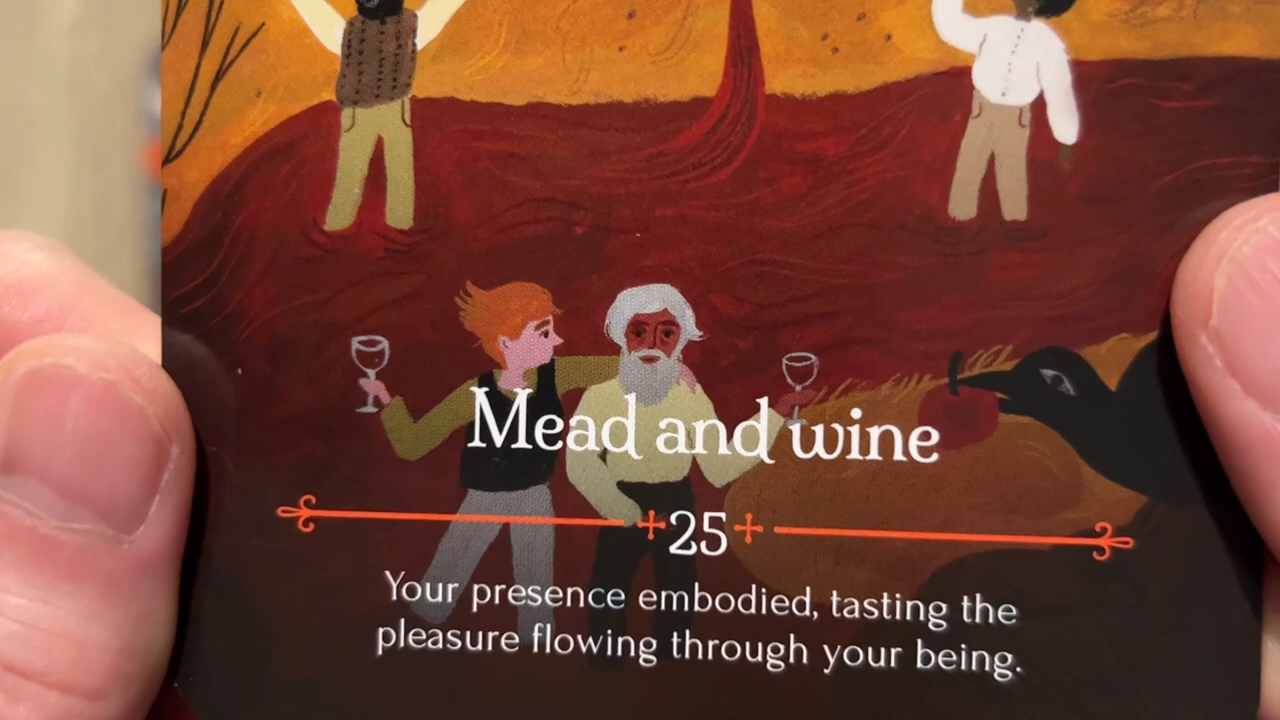 Mead and wine
25
Your presence embodied, tasting the
pleasure flowing through your being.